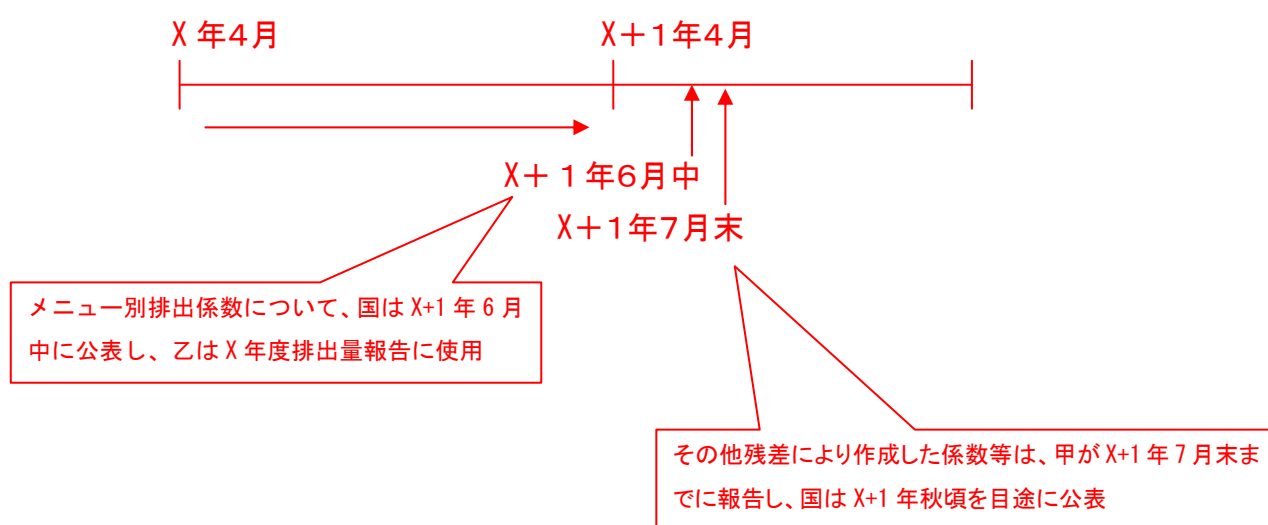 X 年4月
X＋1年4月
X＋１年6月中
X＋1年7月末
メニュー別排出係数について、国は X+1 年 6 月
中に公表し、乙は X 年度排出量報告に使用
その他残差により作成した係数等は、甲が X+1 年 7 月末ま
でに報告し、国は X+1 年秋頃を目途に公表